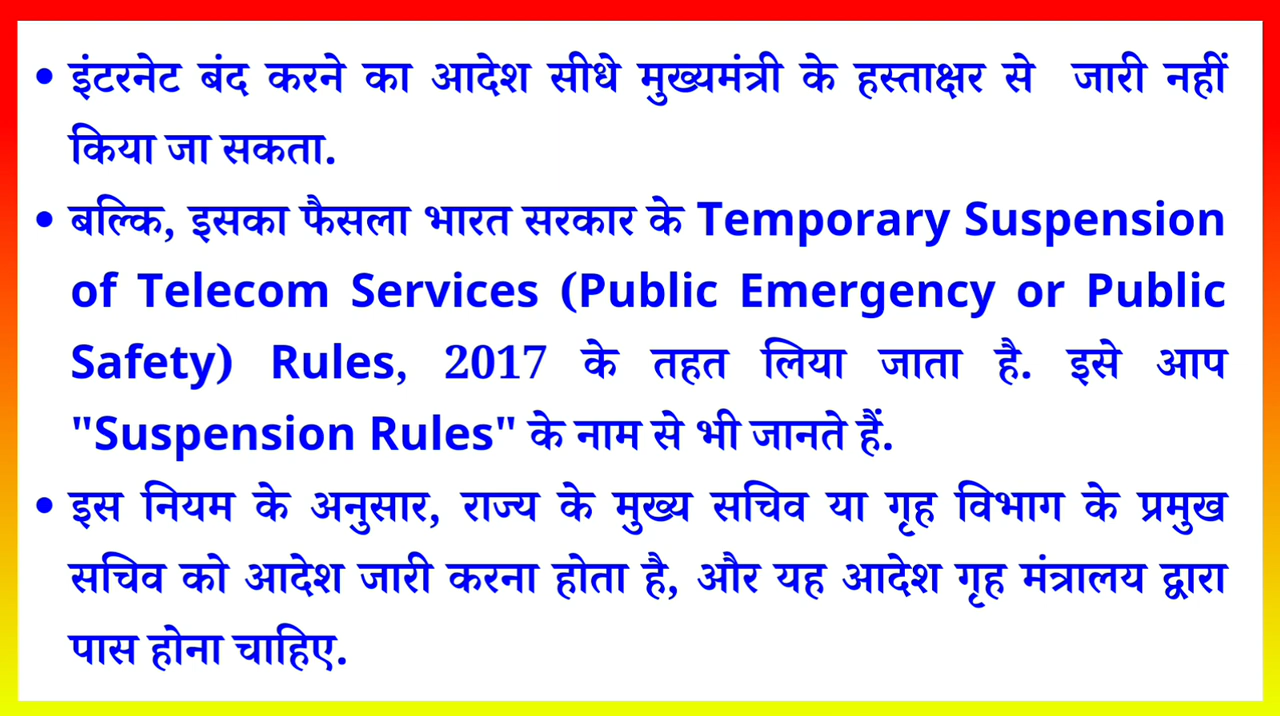 • इंटरनेट बंद करने का आदेश सीधे मुख्यमंत्री के हस्ताक्षर से जारी नहीं
किया जा सकता.
• बल्कि, इसका फैसला भारत सरकार के Temporary Suspension
of Telecom Services (Public Emergency or Public
Safety) Rules, 2017 के तहत लिया जाता है. इसे आप
"Suspension Rules" के नाम से भी जानते हैं.
• इस नियम के अनुसार, राज्य के मुख्य सचिव या गृह विभाग के प्रमुख
सचिव को आदेश जारी करना होता है, और यह आदेश गृह मंत्रालय द्वारा
पास होना चाहिए.